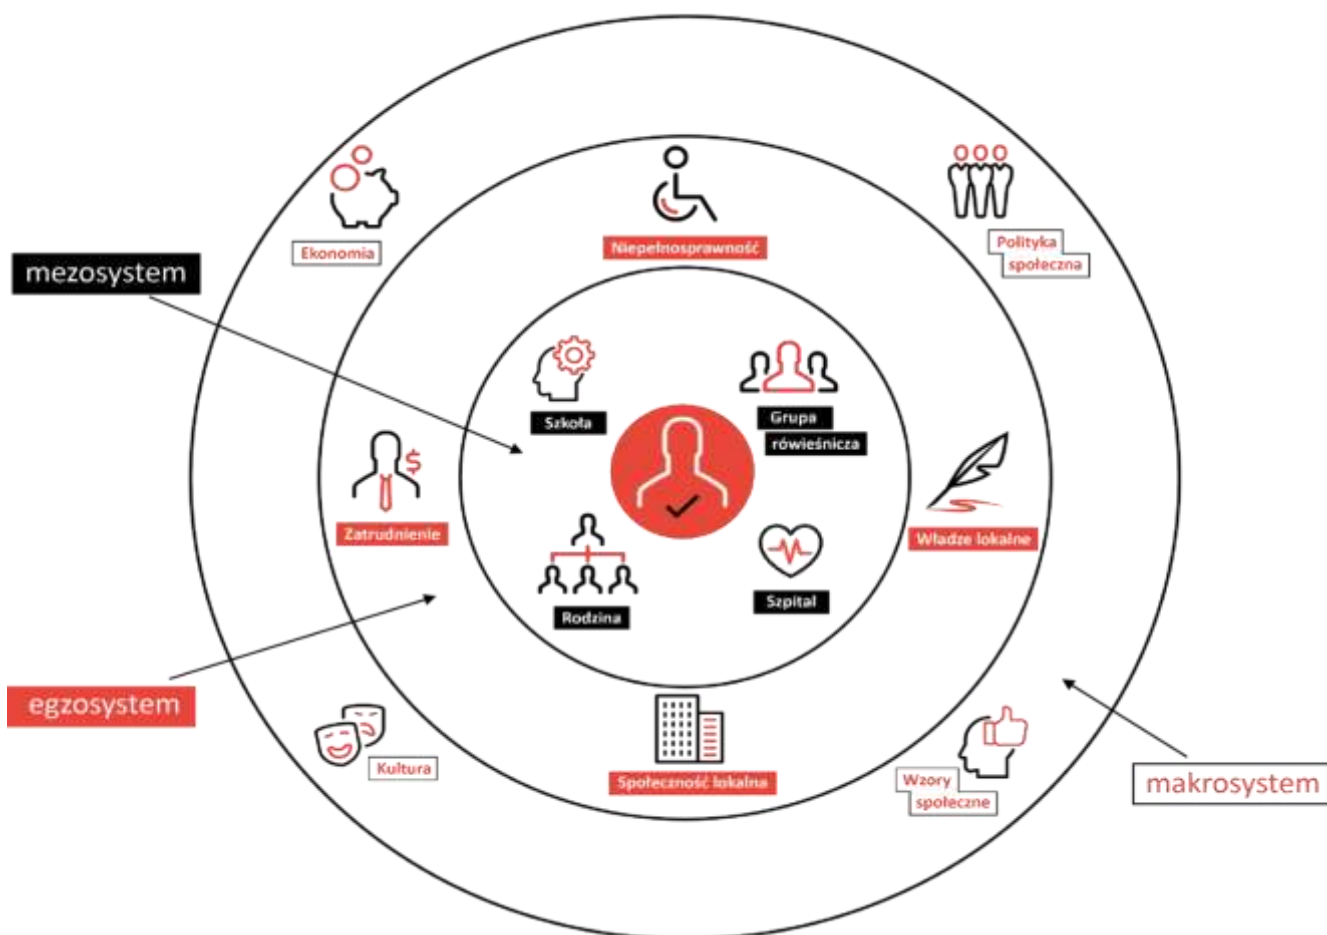 Ekonomia
Niepełnosprawność
Polityka
społeczna
mezosystem
Szkoła
Grupa
rówieśnicza
Zatrudnienie
Władze lokalne
Rodzina
Szpital
egzosystem
Kultura
Społeczność lokalna
Wzory
społeczne
makrosystem
$